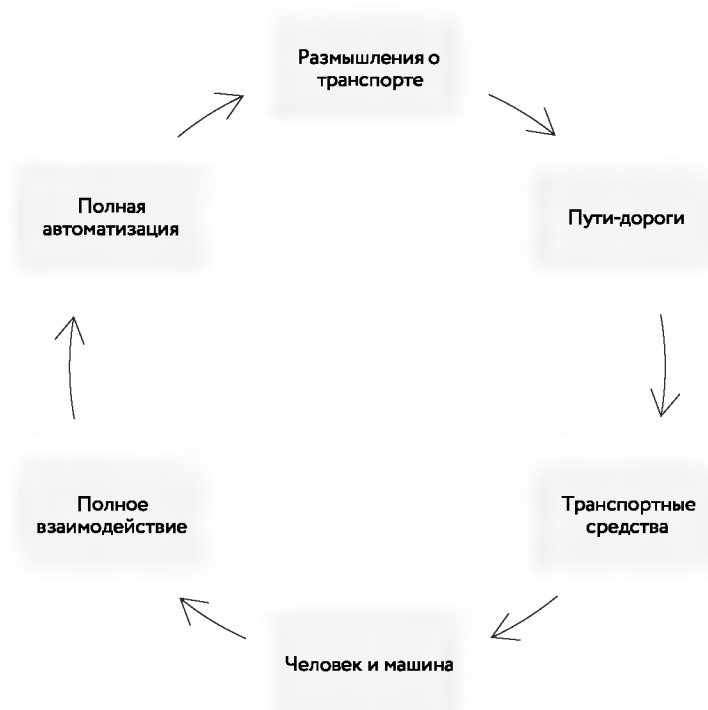 Размышления о
транспорте
Пути-дороги
Транспортные
средства
Человек и машина
Полное
взаимодействие
Полная
автоматизация